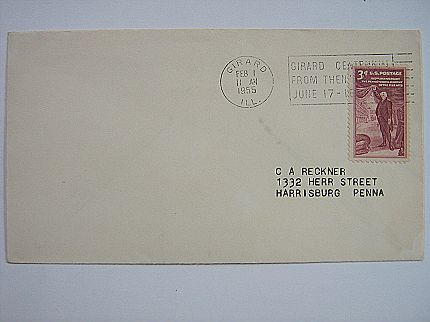 GIRARD
FEB 1
11 AM
1955
ILL.
GIRARD CENTENNIAL
FROM THEN
JUNE 17-
3¢ U.S. POSTAGE
C A RECKNER
1332 HERR STREET
HARRISBURG PENNA